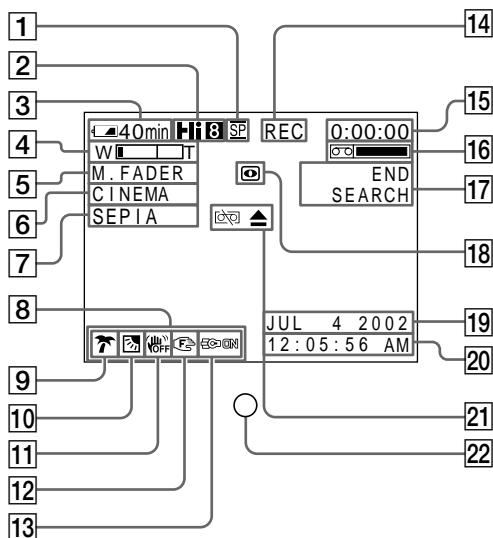 1
14
2
3
40min Hi8 SP REC 0:00:00
15
4
W T
16
5
M.FADER
END
SEARCH
17
6
CINEMA
7
SEPIA
18
8
JUL 4 2002
19
OFF F ON
12:05:56 AM
20
9
10
21
11
22
12
13